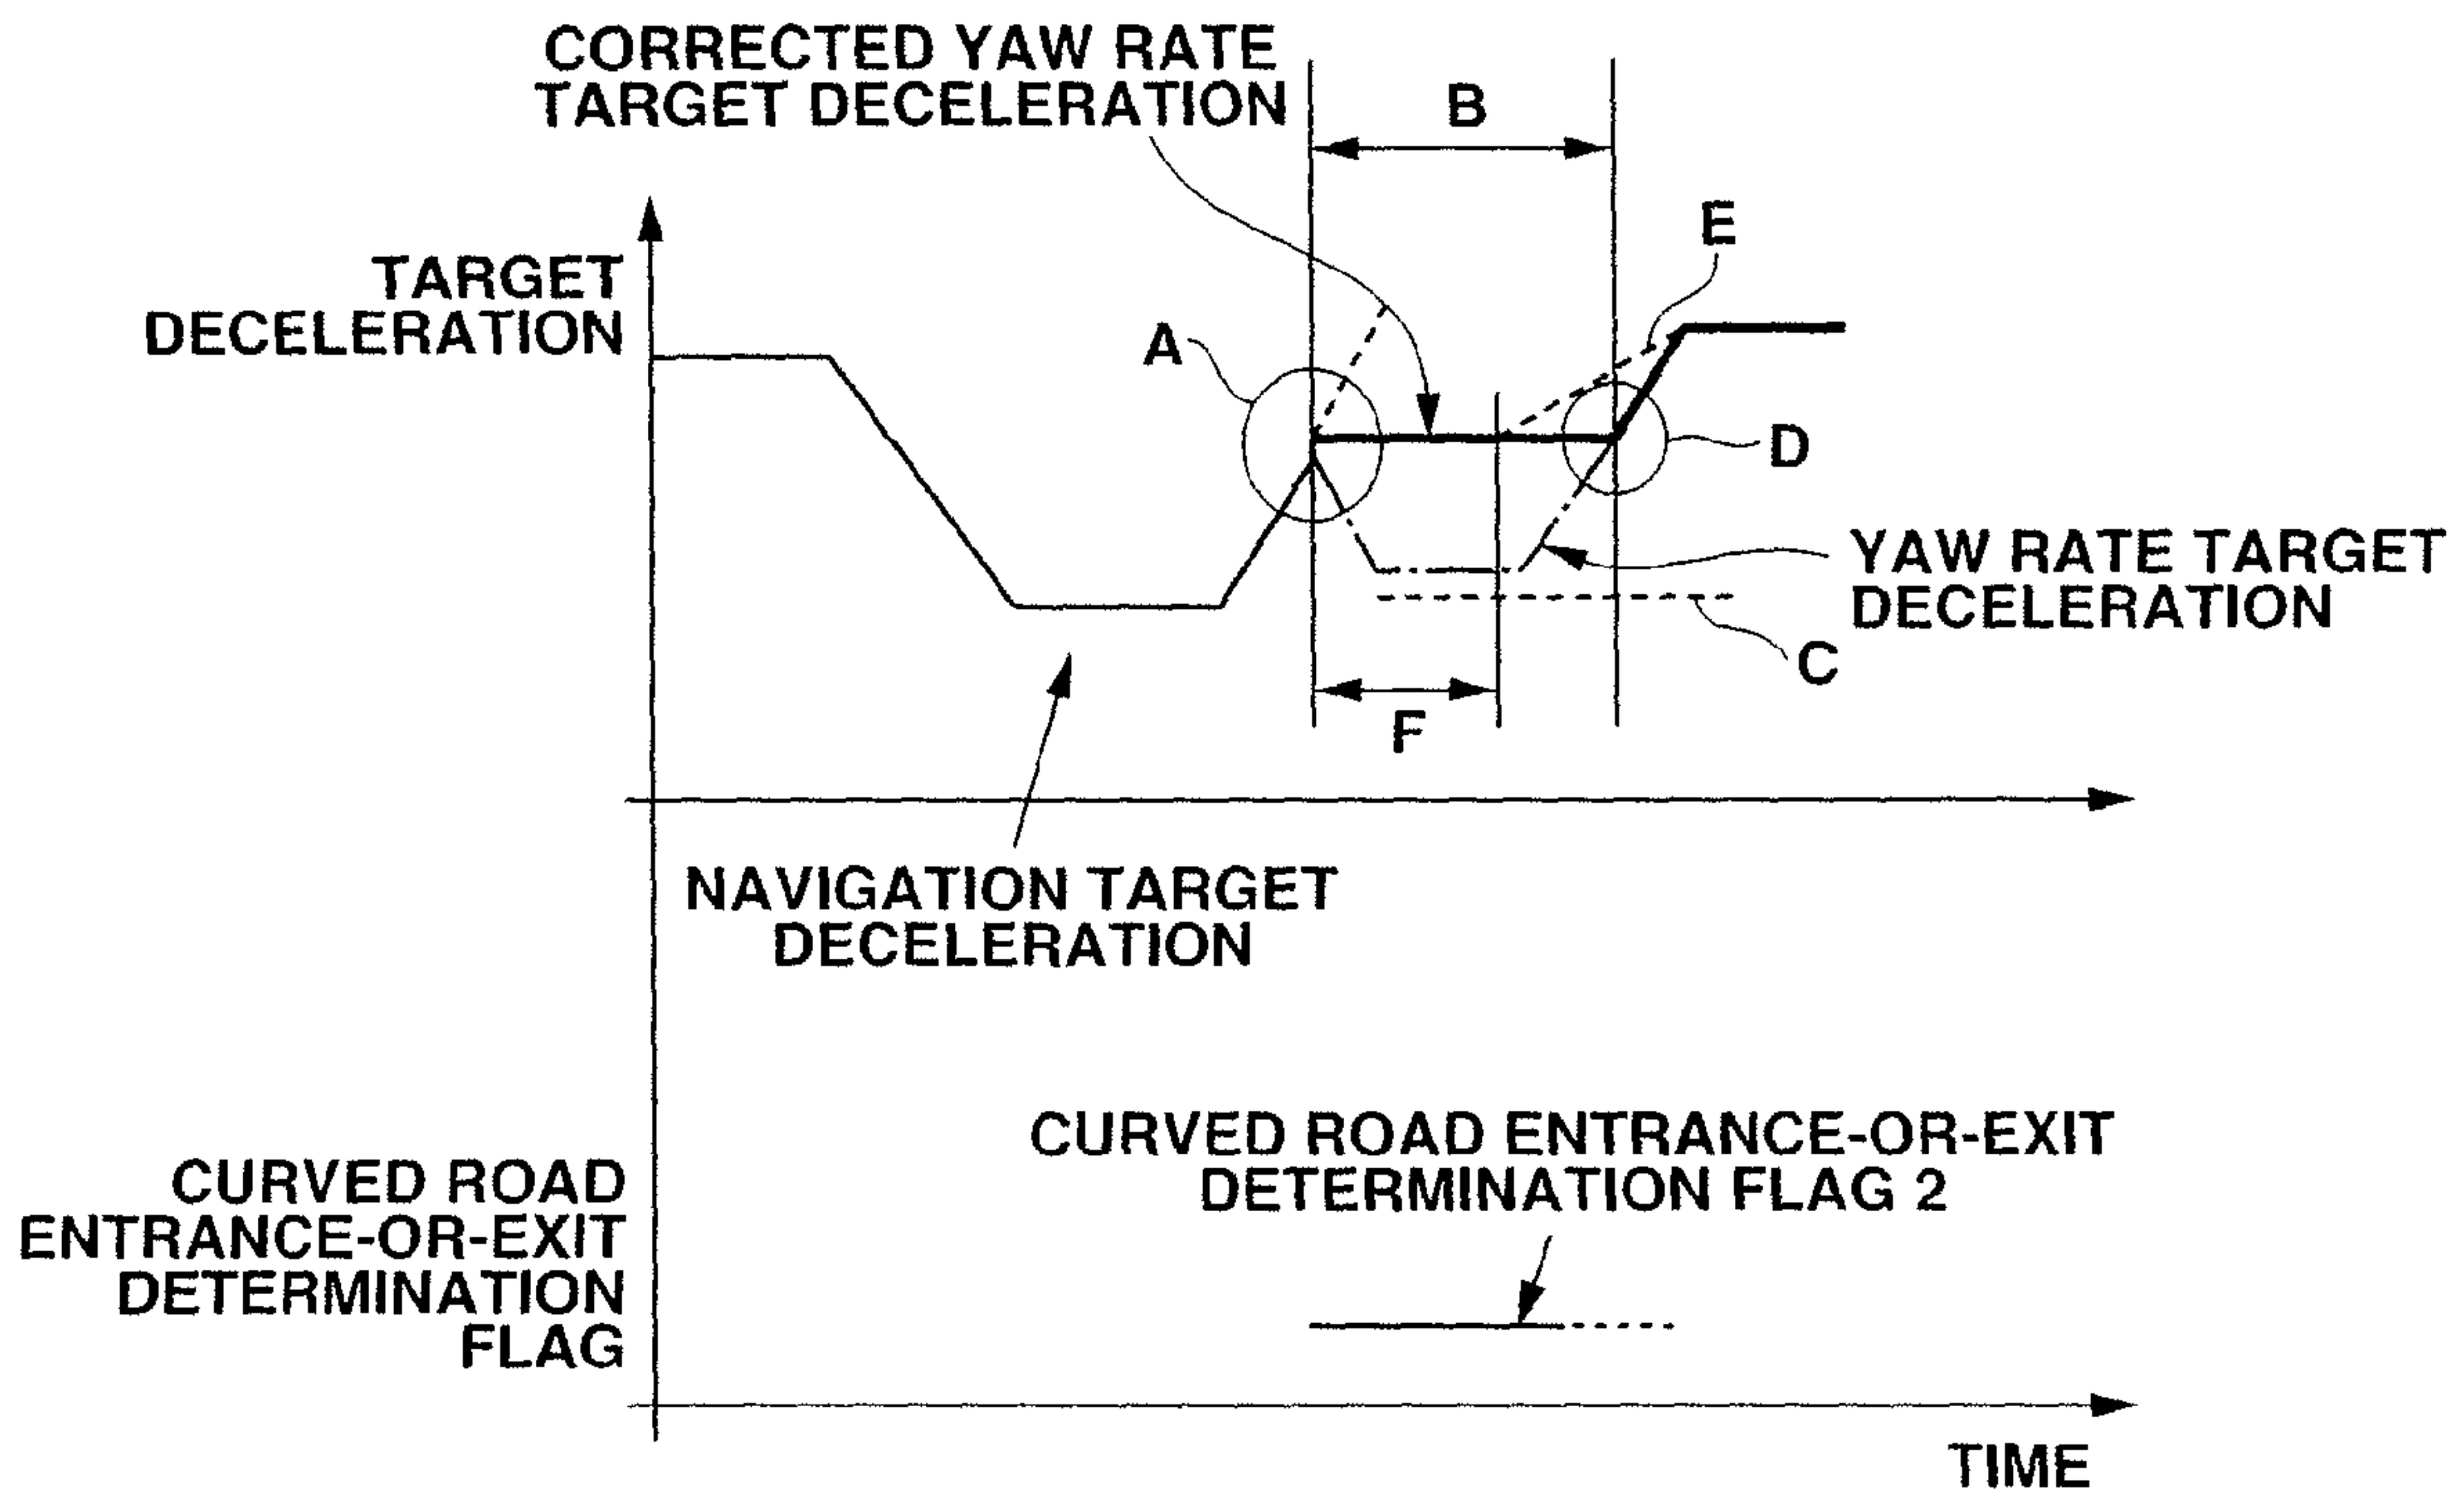 CORRECTED YAW RATE
TARGET DECELERATION
B
E
TARGET
DECELERATION
A
D
YAW RATE TARGET
DECELERATION
C
F
NAVIGATION TARGET
DECELERATION
CURVED ROAD ENTRANCE-OR-EXIT
DETERMINATION FLAG 2
CURVED ROAD
ENTRANCE-OR-EXIT
DETERMINATION
FLAG
TIME